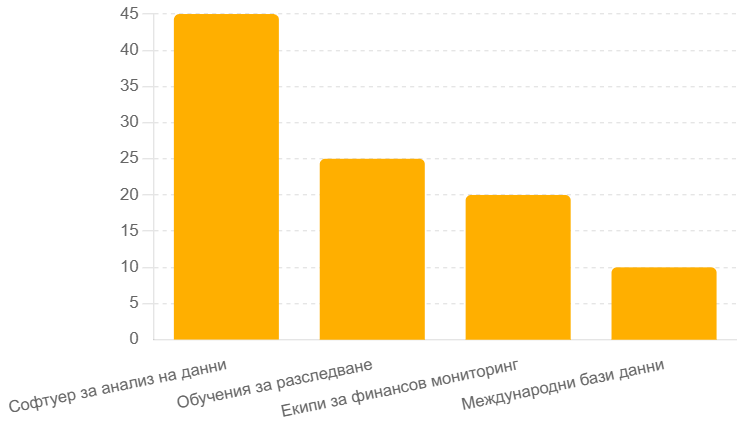 45
40
35
30
25
20
15
10
5
0
Софтуер за анализ на данни
Обучения за разследване
Екипи за финансов мониторинг
Международни бази данни